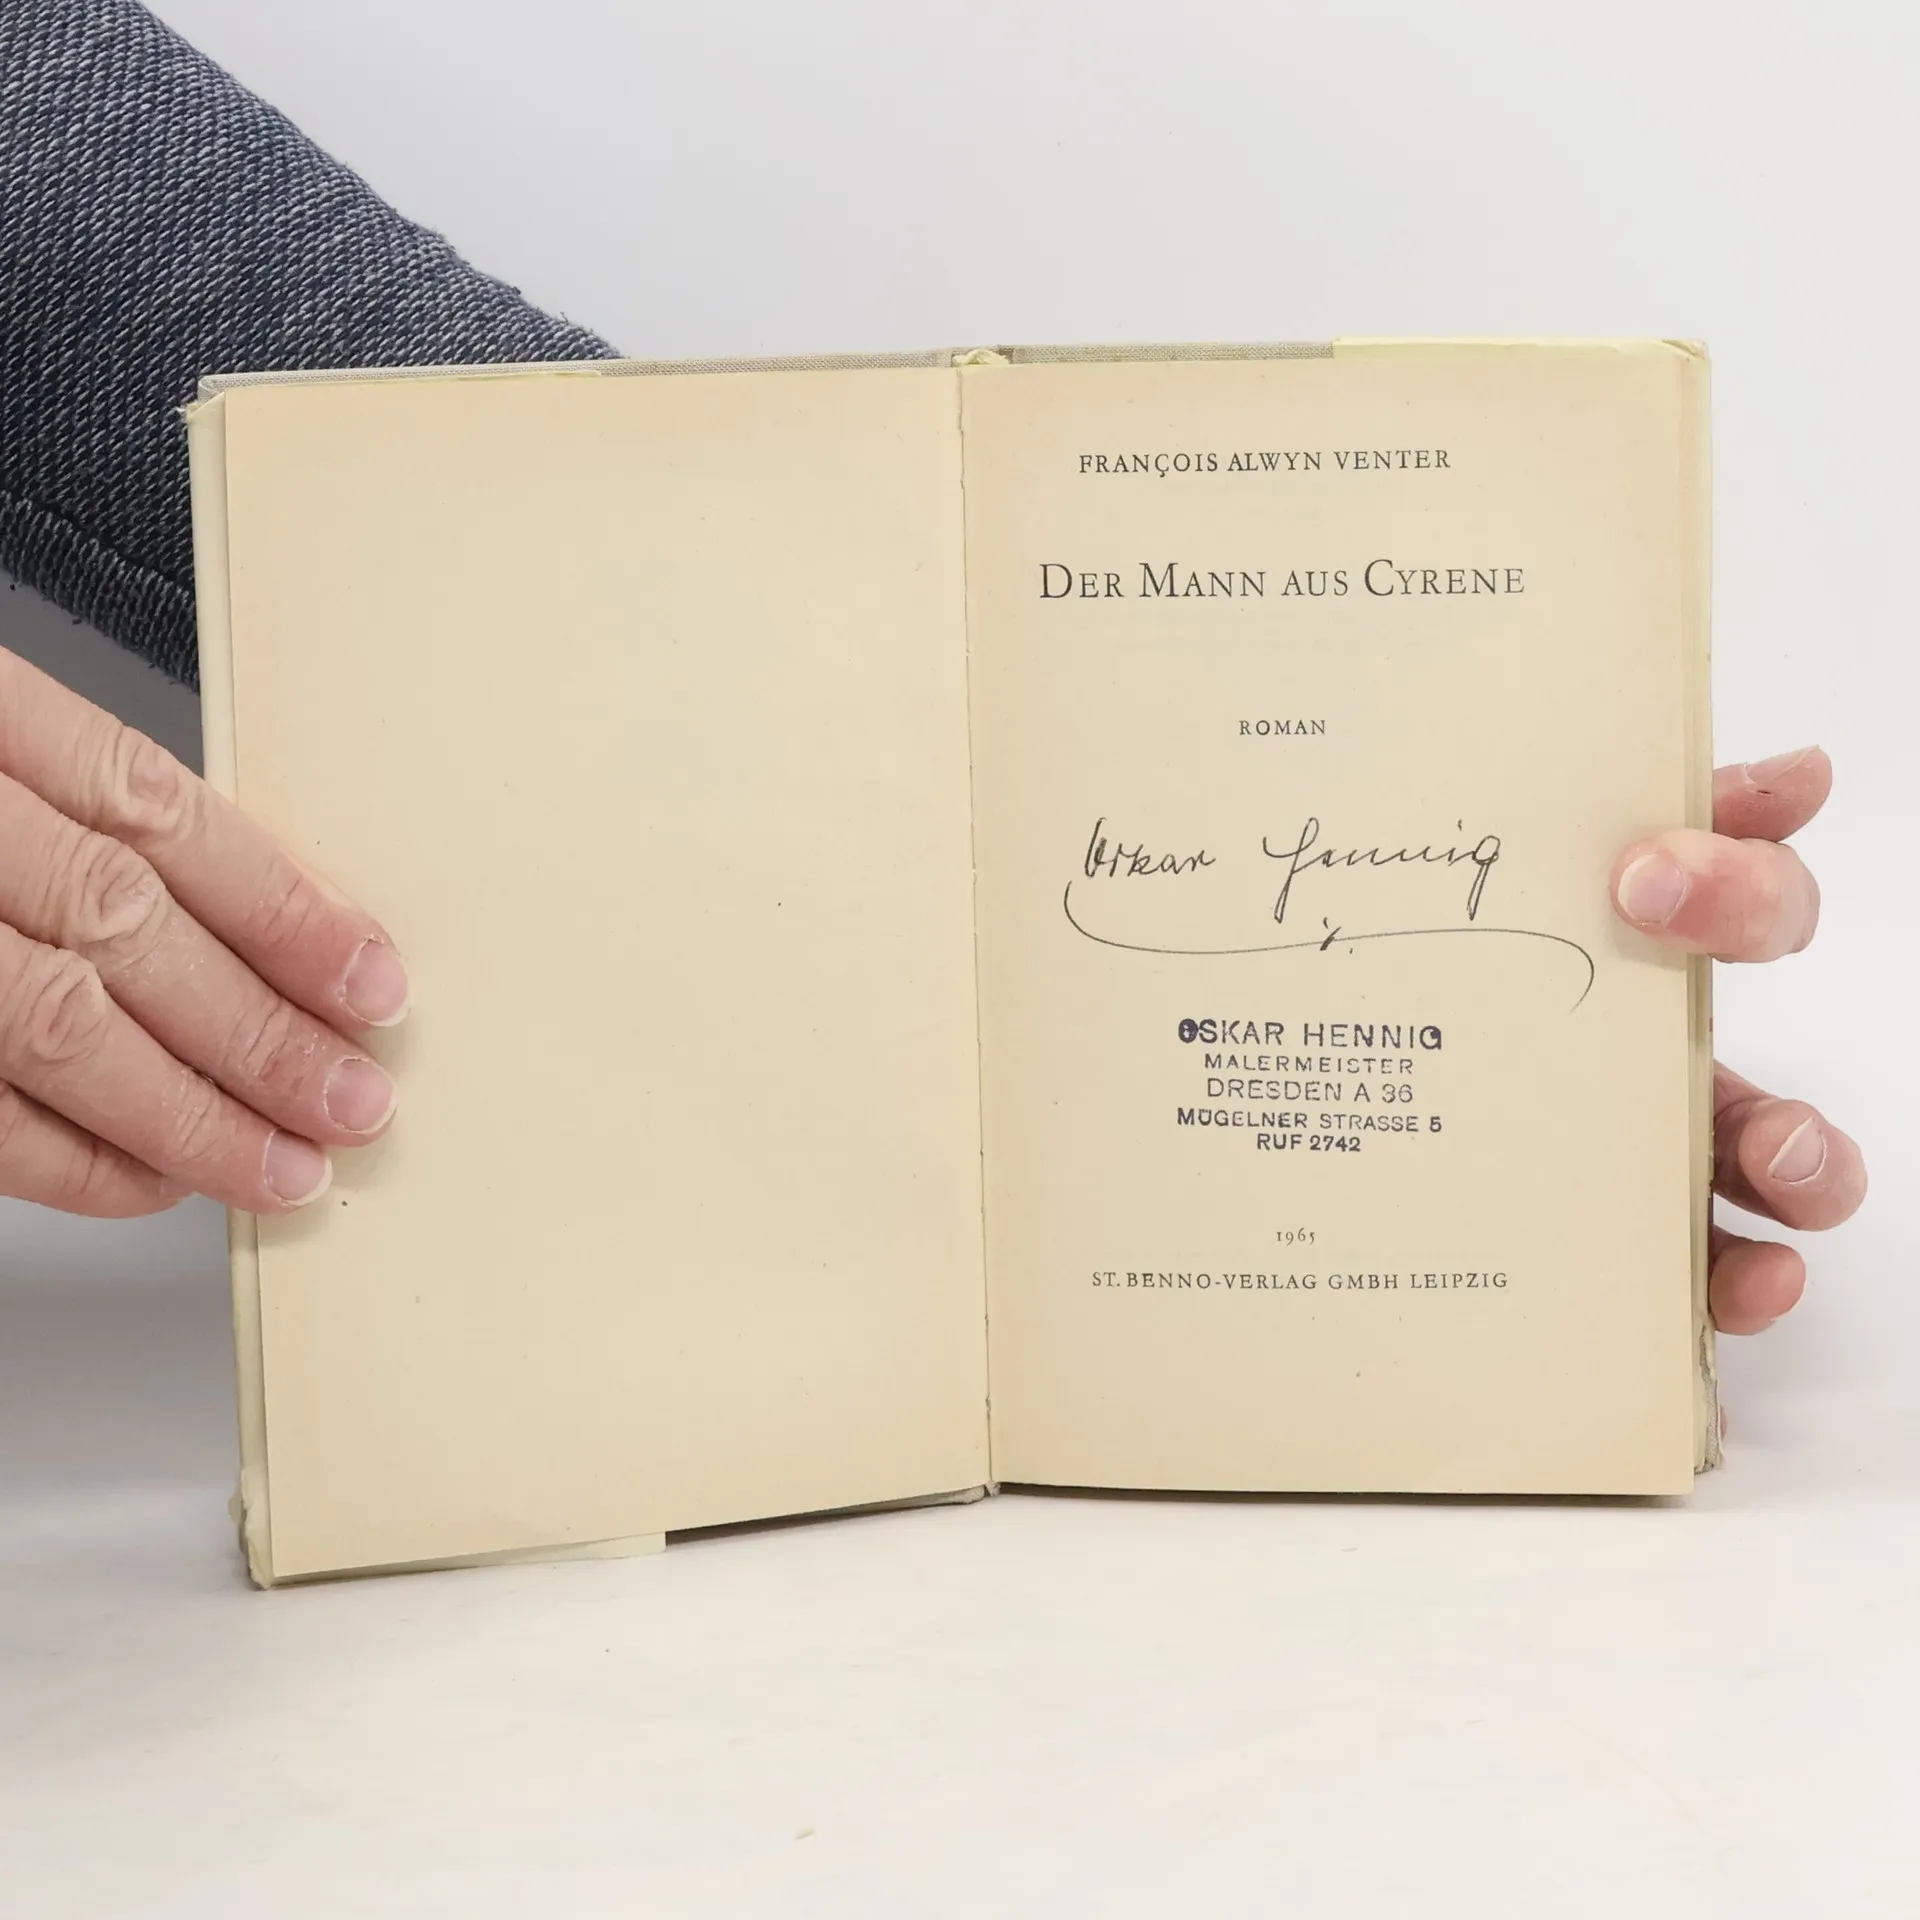 FRANÇOIS ALWYN VENTER
DER MANN AUS CYRENE
ROMAN
Oskar Hennig
OSKAR HENNIG
MALERMEISTER
DRESDEN A 36
MÜGELNER STRASSE 5
RUF 2742
1965
ST. BENNO-VERLAG GMBH LEIPZIG